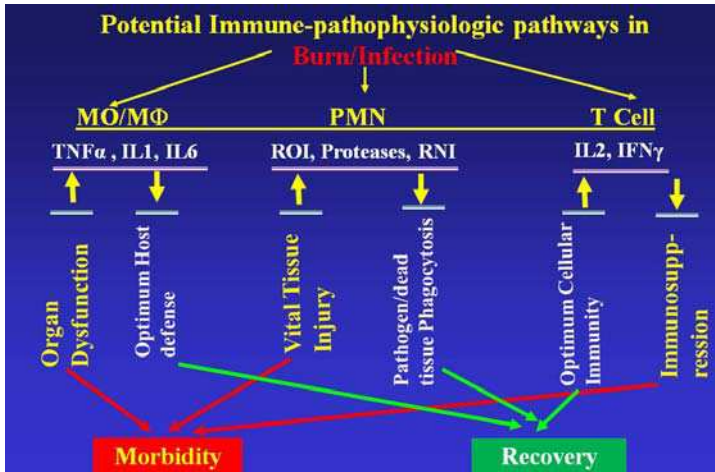 Potential Immune-pathophysiologic pathways in
Burn/Infection
MO/MΦ PMN T Cell
TNFα , IL1, IL6 ROI, Proteases, RNI IL2, IFNγ
Organ
Dysfunction
Optimum Host
defense
Vital Tissue
Injury
Pathogen/dead
tissue Phagocytosis
Optimum Cellular
Immunity
Immunosupp-
ression
Morbidity Recovery